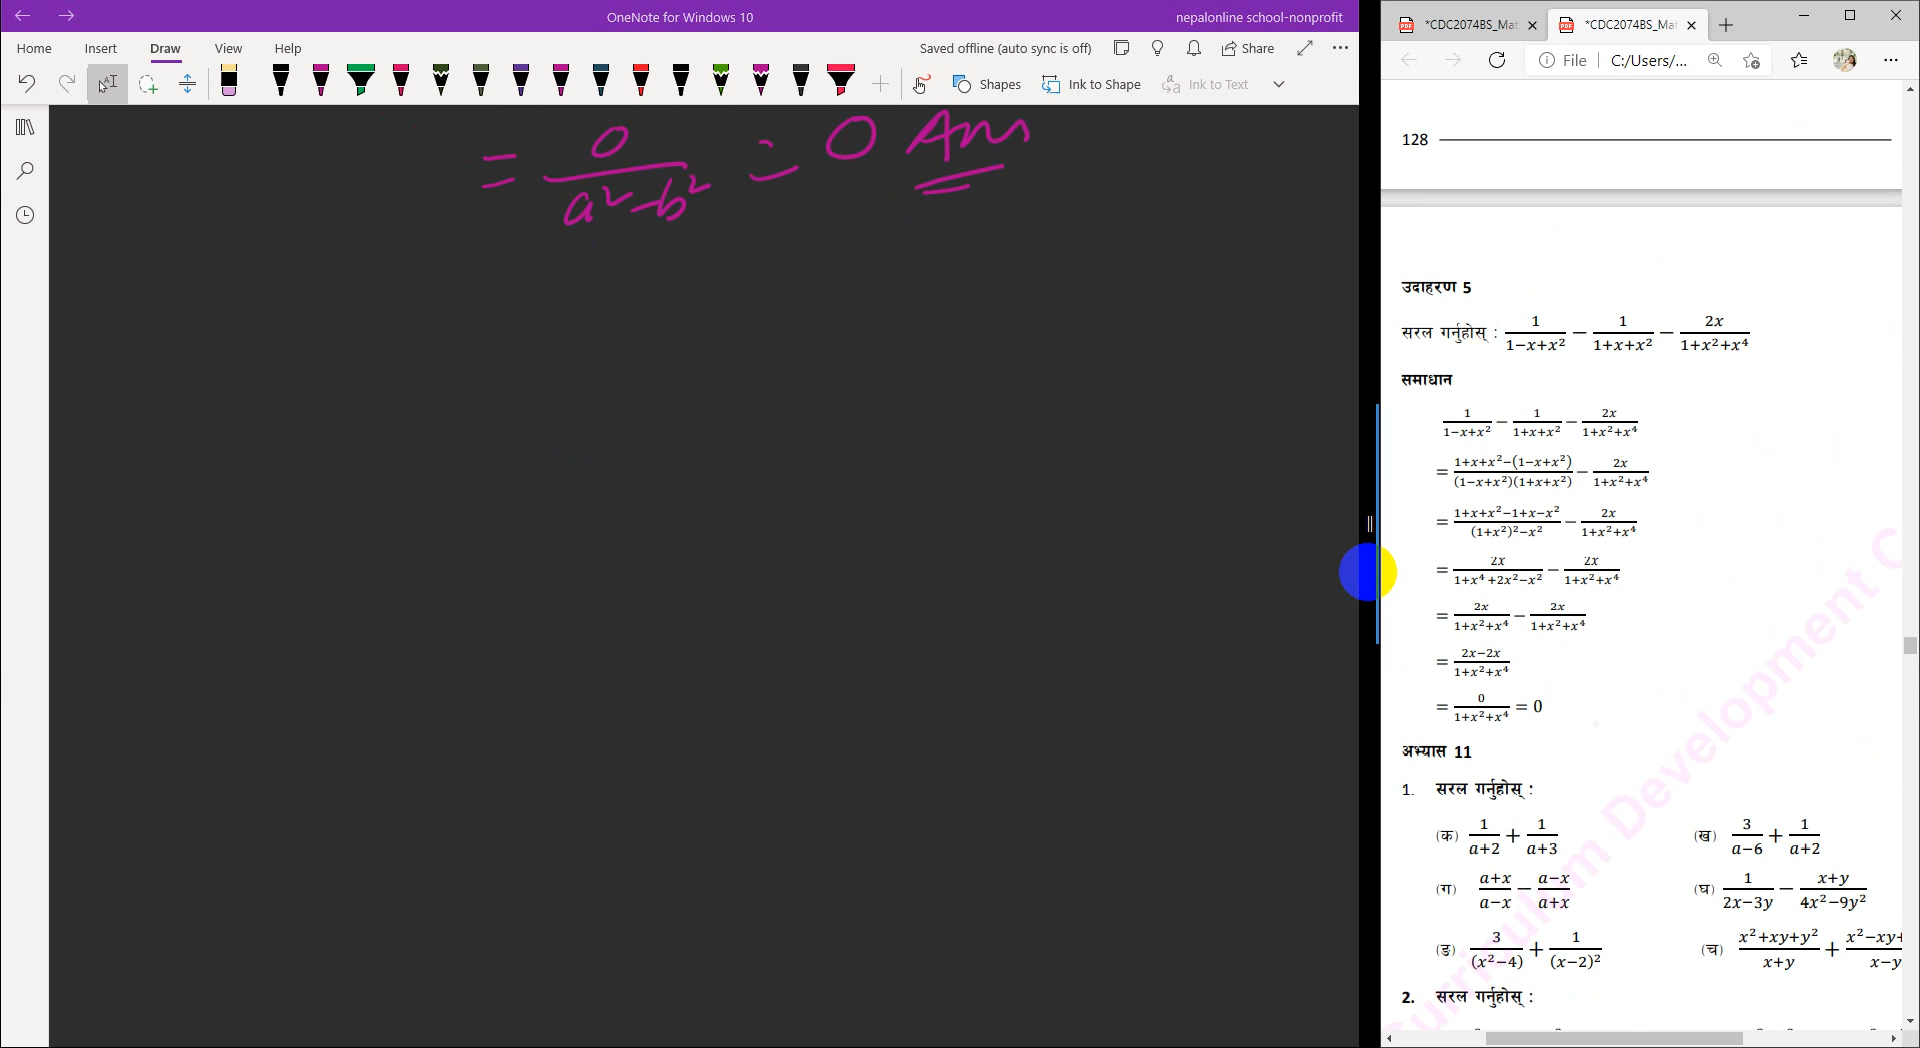 OneNote for Windows 10
nepalonline school-nonprofit
Home Insert Draw View Help
Saved offline (auto sync is off) Share
Shapes Ink to Shape Ink to Text
= 0/(a²-b²) = 0 Ans
*CDC2074BS_Mat *CDC2074BS_Mat
File C:/Users/...
128
उदाहरण 5
सरल गर्नुहोस् : 1/(1−x+x²) − 1/(1+x+x²) − 2x/(1+x²+x⁴)
समाधान
1/(1−x+x²) − 1/(1+x+x²) − 2x/(1+x²+x⁴)
= (1+x+x²−(1−x+x²))/((1−x+x²)(1+x+x²)) − 2x/(1+x²+x⁴)
= (1+x+x²−1+x−x²)/((1+x²)²−x²) − 2x/(1+x²+x⁴)
= 2x/(1+x⁴+2x²−x²) − 2x/(1+x²+x⁴)
= 2x/(1+x²+x⁴) − 2x/(1+x²+x⁴)
= (2x−2x)/(1+x²+x⁴)
= 0/(1+x²+x⁴) = 0
अभ्यास 11
1. सरल गर्नुहोस् :
(क) 1/(a+2) + 1/(a+3) (ख) 3/(a−6) + 1/(a+2)
(ग) (a+x)/(a−x) − (a−x)/(a+x) (घ) 1/(2x−3y) − (x+y)/(4x²−9y²)
(ङ) 3/(x²−4) + 1/(x−2)² (च) (x²+xy+y²)/(x+y) + (x²−xy+/(x−y
2. सरल गर्नुहोस् :
Curriculum Development C